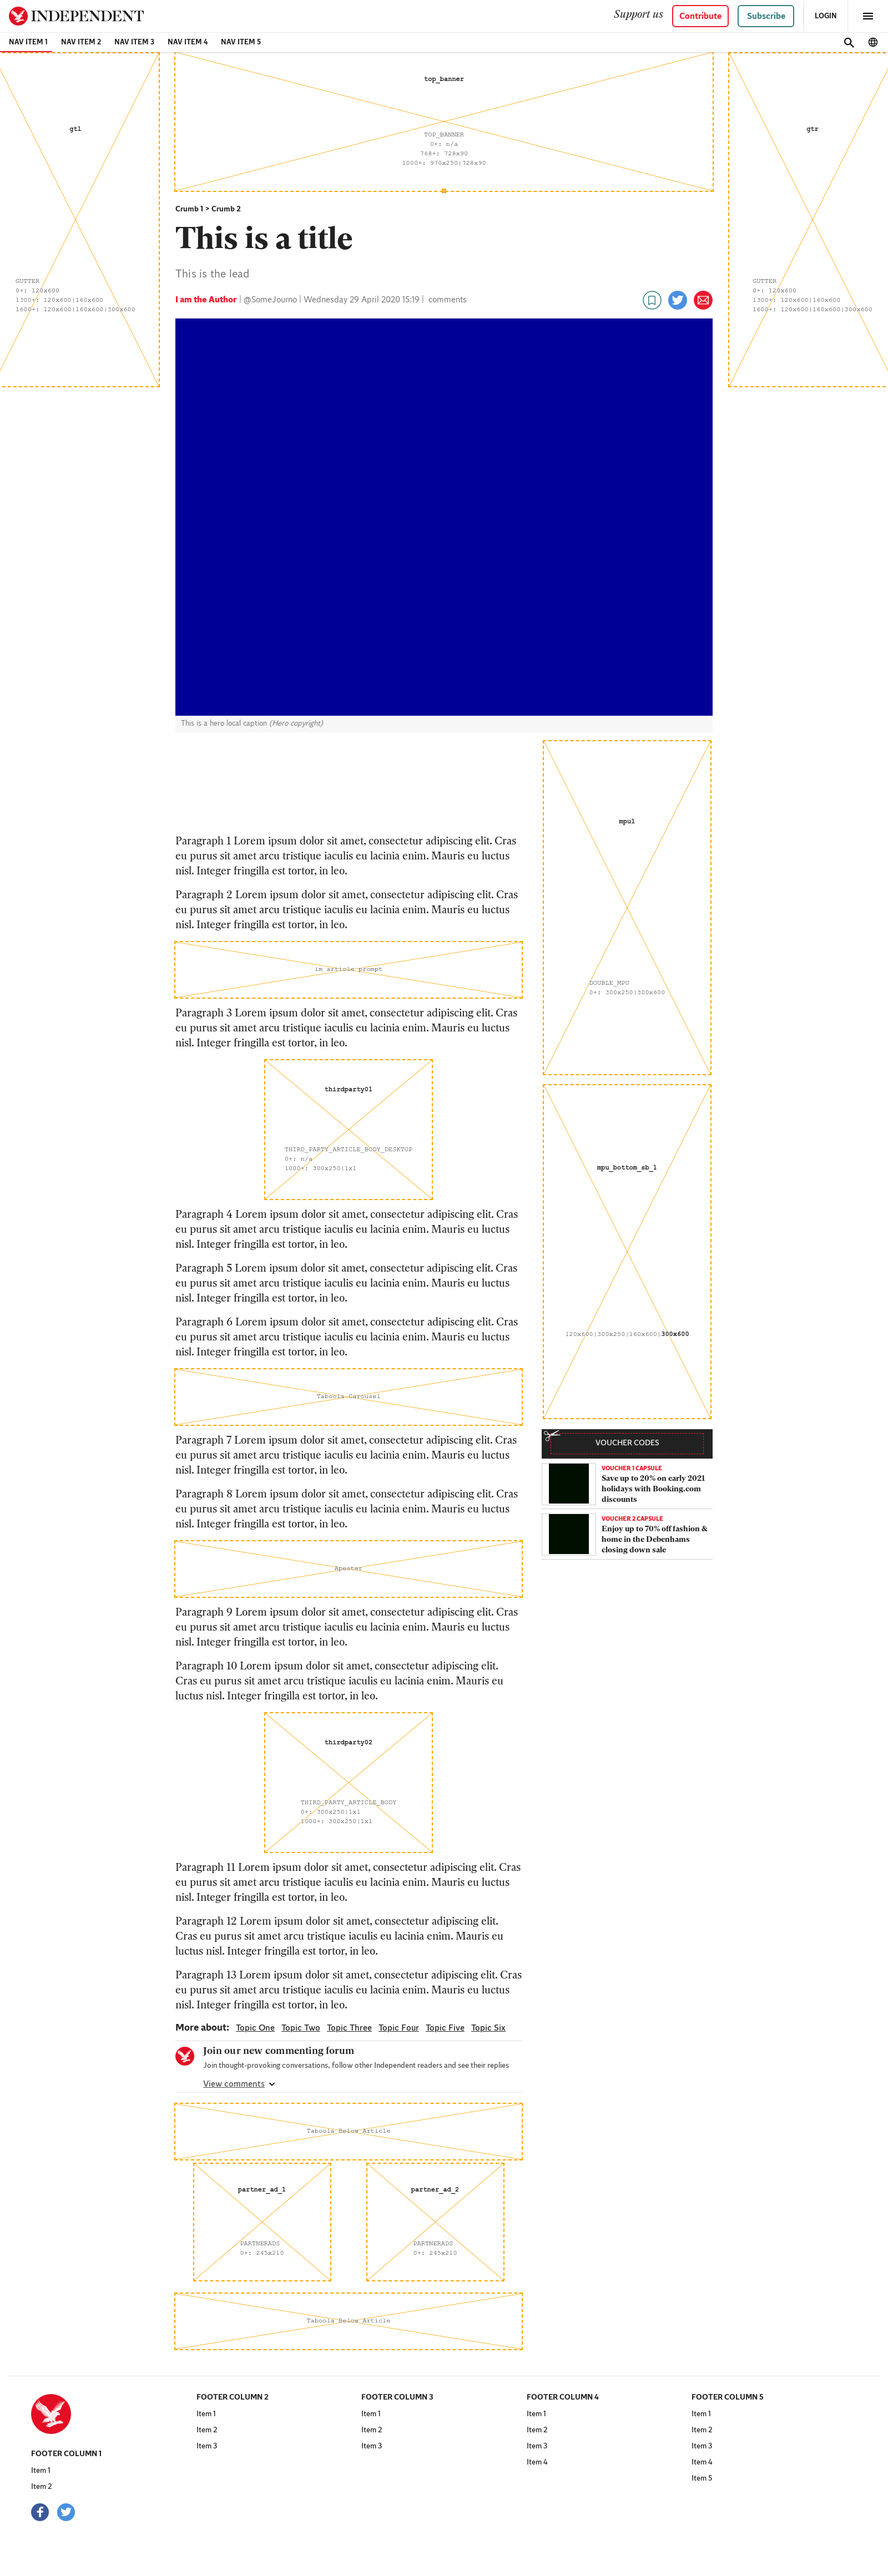 INDEPENDENT
Support us
Contribute
Subscribe
LOGIN
NAV ITEM 1
NAV ITEM 2
NAV ITEM 3
NAV ITEM 4
NAV ITEM 5
gtl
GUTTER
0+: 120x600
1300+: 120x600|160x600
1600+: 120x600|160x600|300x600
top_banner
TOP_BANNER
0+: n/a
768+: 728x90
1000+: 970x250|728x90
gtr
GUTTER
0+: 120x600
1300+: 120x600|160x600
1600+: 120x600|160x600|300x600
Crumb 1 > Crumb 2
This is a title
This is the lead
I am the Author | @SomeJourno | Wednesday 29 April 2020 15:19 | comments
This is a hero local caption (Hero copyright)
Paragraph 1 Lorem ipsum dolor sit amet, consectetur adipiscing elit. Cras
eu purus sit amet arcu tristique iaculis eu lacinia enim. Mauris eu luctus
nisl. Integer fringilla est tortor, in leo.
Paragraph 2 Lorem ipsum dolor sit amet, consectetur adipiscing elit. Cras
eu purus sit amet arcu tristique iaculis eu lacinia enim. Mauris eu luctus
nisl. Integer fringilla est tortor, in leo.
im article prompt
Paragraph 3 Lorem ipsum dolor sit amet, consectetur adipiscing elit. Cras
eu purus sit amet arcu tristique iaculis eu lacinia enim. Mauris eu luctus
nisl. Integer fringilla est tortor, in leo.
thirdparty01
THIRD_PARTY_ARTICLE_BODY_DESKTOP
0+: n/a
1000+: 300x250|1x1
Paragraph 4 Lorem ipsum dolor sit amet, consectetur adipiscing elit. Cras
eu purus sit amet arcu tristique iaculis eu lacinia enim. Mauris eu luctus
nisl. Integer fringilla est tortor, in leo.
Paragraph 5 Lorem ipsum dolor sit amet, consectetur adipiscing elit. Cras
eu purus sit amet arcu tristique iaculis eu lacinia enim. Mauris eu luctus
nisl. Integer fringilla est tortor, in leo.
Paragraph 6 Lorem ipsum dolor sit amet, consectetur adipiscing elit. Cras
eu purus sit amet arcu tristique iaculis eu lacinia enim. Mauris eu luctus
nisl. Integer fringilla est tortor, in leo.
Taboola Carousel
Paragraph 7 Lorem ipsum dolor sit amet, consectetur adipiscing elit. Cras
eu purus sit amet arcu tristique iaculis eu lacinia enim. Mauris eu luctus
nisl. Integer fringilla est tortor, in leo.
Paragraph 8 Lorem ipsum dolor sit amet, consectetur adipiscing elit. Cras
eu purus sit amet arcu tristique iaculis eu lacinia enim. Mauris eu luctus
nisl. Integer fringilla est tortor, in leo.
Apester
Paragraph 9 Lorem ipsum dolor sit amet, consectetur adipiscing elit. Cras
eu purus sit amet arcu tristique iaculis eu lacinia enim. Mauris eu luctus
nisl. Integer fringilla est tortor, in leo.
Paragraph 10 Lorem ipsum dolor sit amet, consectetur adipiscing elit.
Cras eu purus sit amet arcu tristique iaculis eu lacinia enim. Mauris eu
luctus nisl. Integer fringilla est tortor, in leo.
thirdparty02
THIRD_PARTY_ARTICLE_BODY
0+: 300x250|1x1
1000+: 300x250|1x1
Paragraph 11 Lorem ipsum dolor sit amet, consectetur adipiscing elit. Cras
eu purus sit amet arcu tristique iaculis eu lacinia enim. Mauris eu luctus
nisl. Integer fringilla est tortor, in leo.
Paragraph 12 Lorem ipsum dolor sit amet, consectetur adipiscing elit.
Cras eu purus sit amet arcu tristique iaculis eu lacinia enim. Mauris eu
luctus nisl. Integer fringilla est tortor, in leo.
Paragraph 13 Lorem ipsum dolor sit amet, consectetur adipiscing elit. Cras
eu purus sit amet arcu tristique iaculis eu lacinia enim. Mauris eu luctus
nisl. Integer fringilla est tortor, in leo.
More about: Topic One Topic Two Topic Three Topic Four Topic Five Topic Six
Join our new commenting forum
Join thought-provoking conversations, follow other Independent readers and see their replies
View comments
Taboola Below Article
partner_ad_1
PARTNERADS
0+: 245x210
partner_ad_2
PARTNERADS
0+: 245x210
Taboola Below Article
mpu1
DOUBLE_MPU
0+: 300x250|300x600
mpu_bottom_sb_1
120x600|300x250|160x600|300x600
VOUCHER CODES
VOUCHER 1 CAPSULE
Save up to 20% on early 2021
holidays with Booking.com
discounts
VOUCHER 2 CAPSULE
Enjoy up to 70% off fashion &
home in the Debenhams
closing down sale
FOOTER COLUMN 1
Item 1
Item 2
FOOTER COLUMN 2
Item 1
Item 2
Item 3
FOOTER COLUMN 3
Item 1
Item 2
Item 3
FOOTER COLUMN 4
Item 1
Item 2
Item 3
Item 4
FOOTER COLUMN 5
Item 1
Item 2
Item 3
Item 4
Item 5